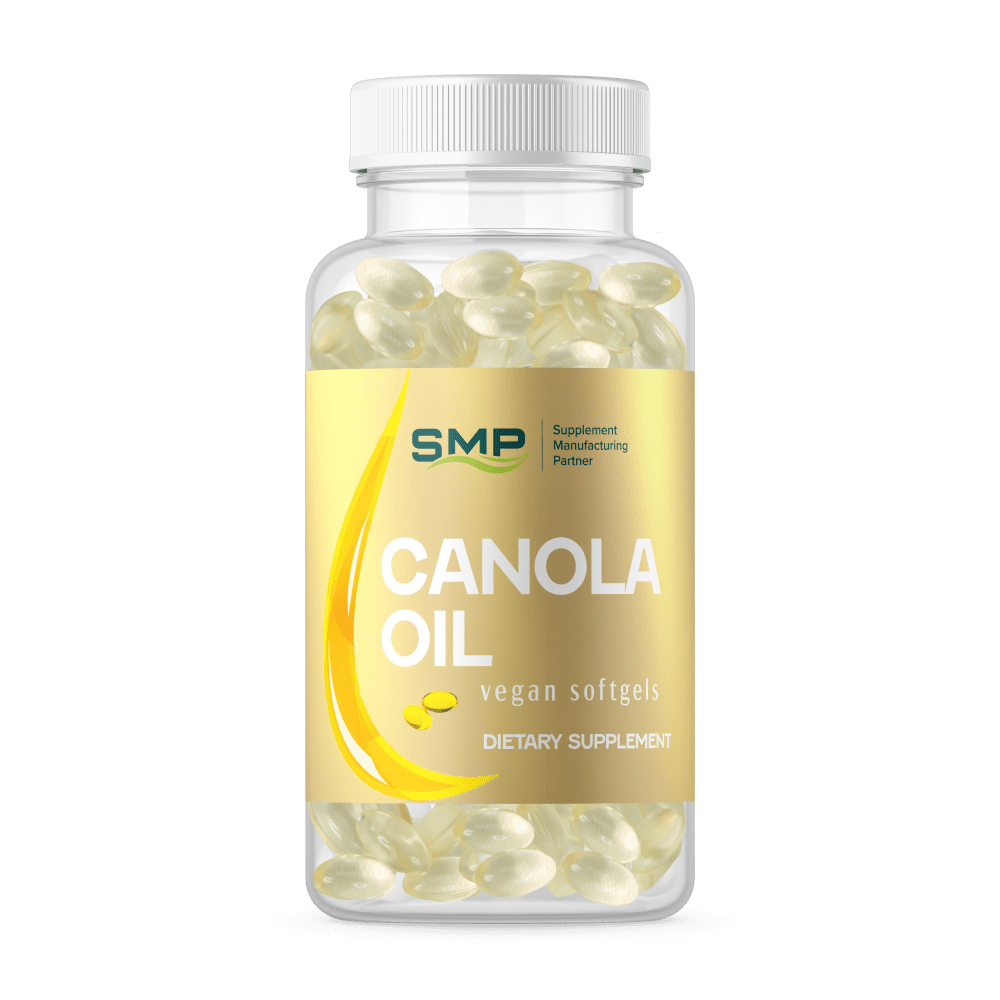 SMP
Supplement
Manufacturing
Partner
CANOLA
OIL
vegan softgels
DIETARY SUPPLEMENT